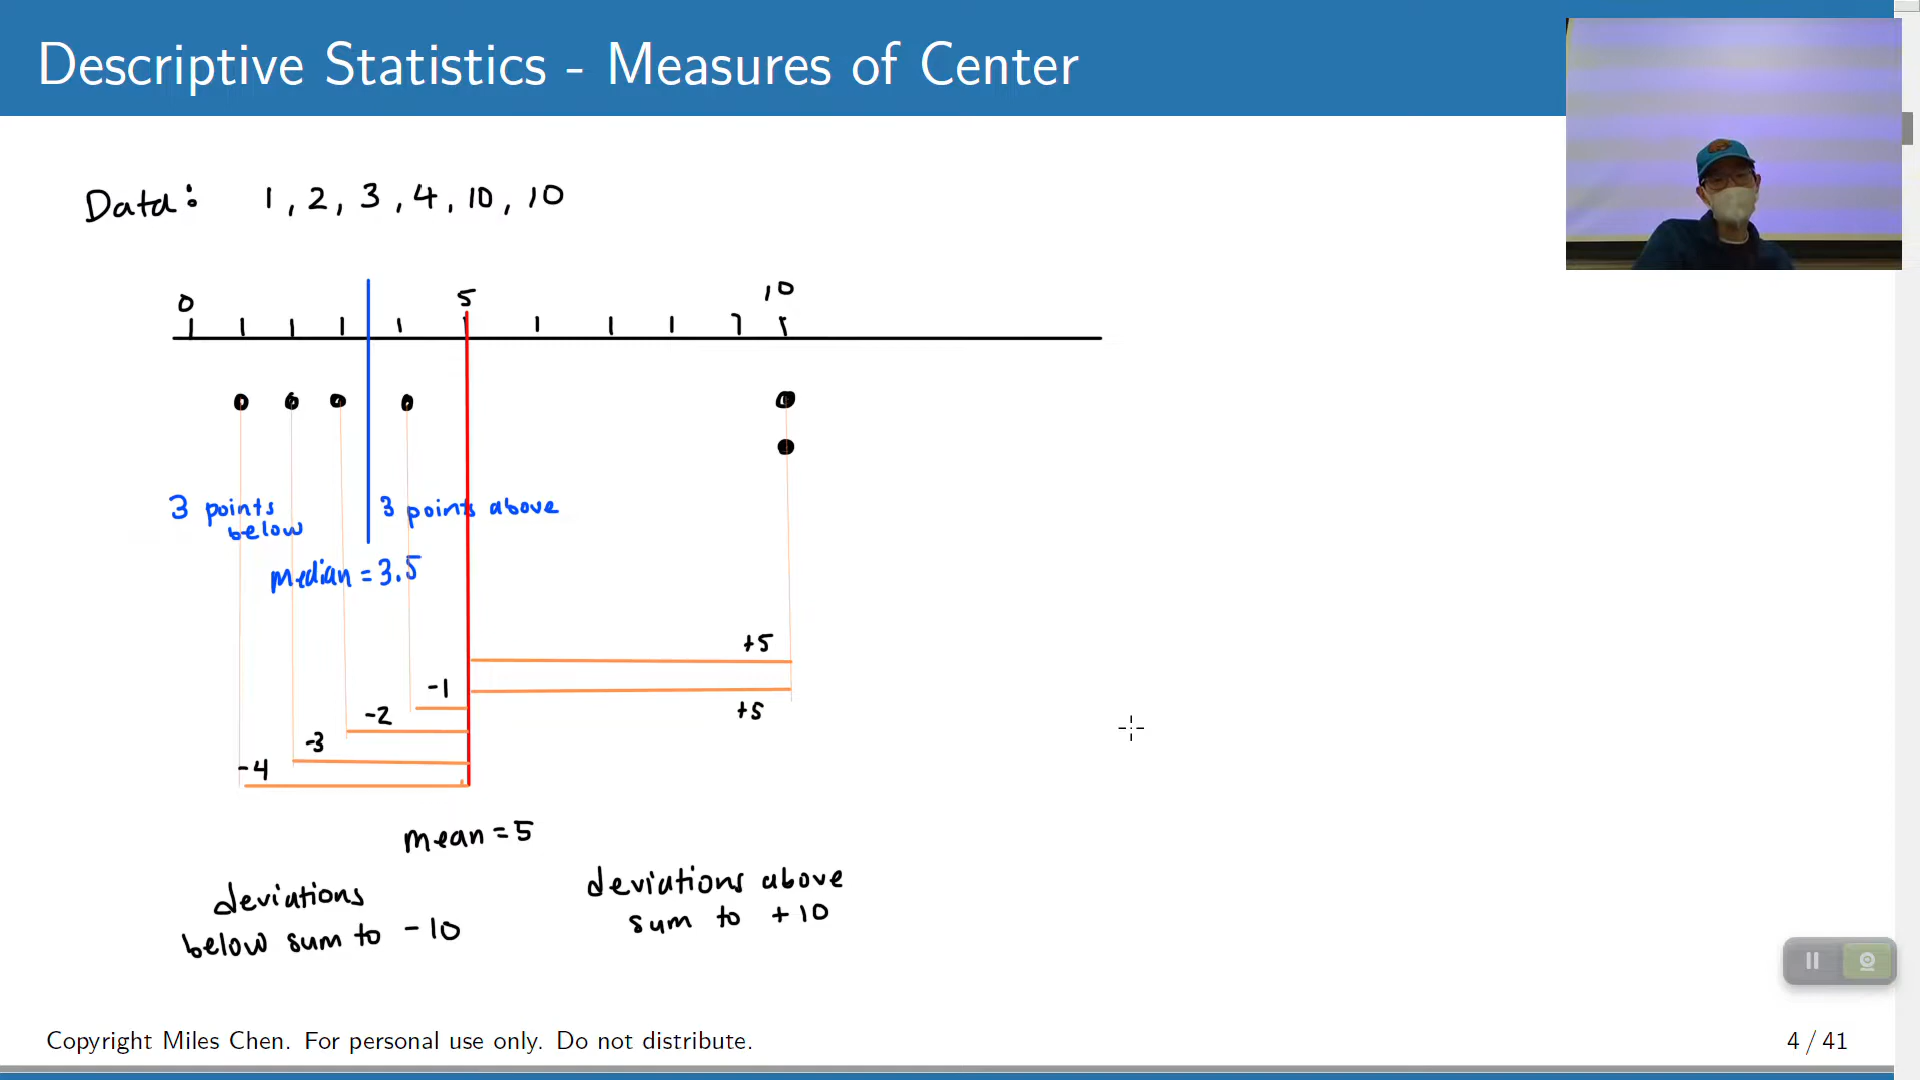 Descriptive Statistics - Measures of Center
Data: 1, 2, 3, 4, 10, 10
0 5 10
3 points below
3 points above
median = 3.5
+5
+5
-1
-2
-3
-4
mean = 5
deviations
below sum to -10
deviations above
sum to +10
Copyright Miles Chen. For personal use only. Do not distribute.
4 / 41